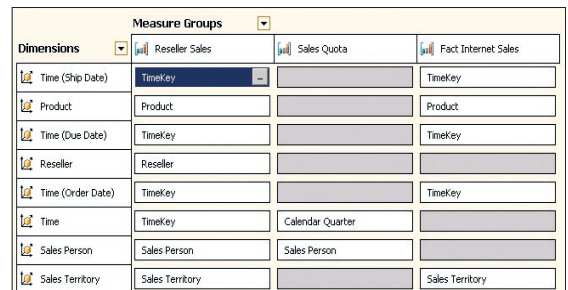 Measure Groups
Dimensions Reseller Sales Sales Quota Fact Internet Sales
Time (Ship Date) TimeKey TimeKey
Product Product Product
Time (Due Date) TimeKey TimeKey
Reseller Reseller
Time (Order Date) TimeKey TimeKey
Time TimeKey Calendar Quarter
Sales Person Sales Person Sales Person
Sales Territory Sales Territory Sales Territory